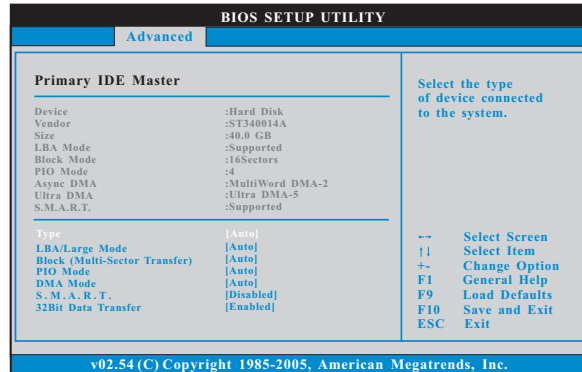 BIOS SETUP UTILITY
Advanced
Primary IDE Master
Device :Hard Disk
Vendor :ST340014A
Size :40.0 GB
LBA Mode :Supported
Block Mode :16Sectors
PIO Mode :4
Async DMA :MultiWord DMA-2
Ultra DMA :Ultra DMA-5
S.M.A.R.T. :Supported
Type [Auto]
LBA/Large Mode [Auto]
Block (Multi-Sector Transfer) [Auto]
PIO Mode [Auto]
DMA Mode [Auto]
S.M.A.R.T. [Disabled]
32Bit Data Transfer [Enabled]
Select the type
of device connected
to the system.
←→ Select Screen
↑↓ Select Item
+- Change Option
F1 General Help
F9 Load Defaults
F10 Save and Exit
ESC Exit
v02.54 (C) Copyright 1985-2005, American Megatrends, Inc.